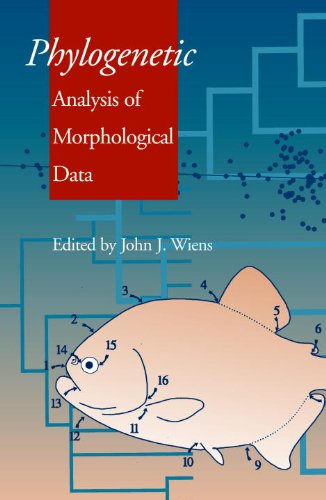 Phylogenetic
Analysis of
Morphological
Data
Edited by John J. Wiens
3
4
5
6
2
1
14
15
16
13
12
11
10
9